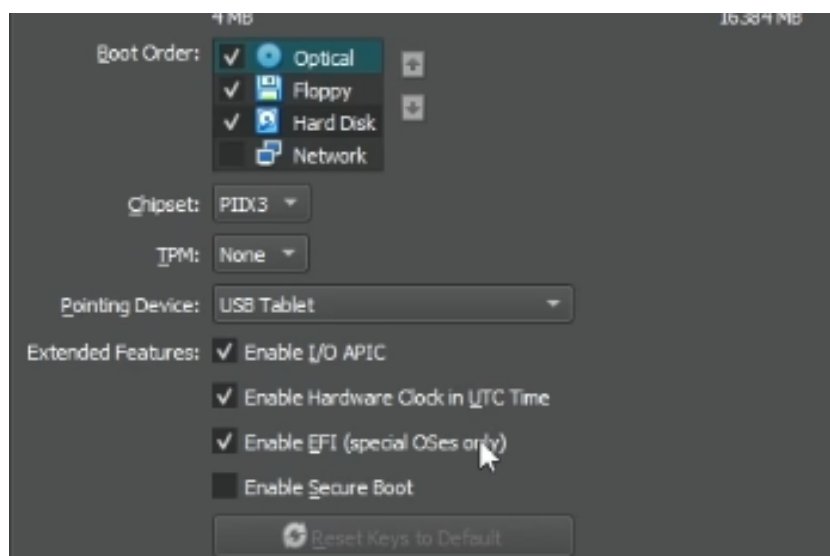 4 MB 16384 MB
Boot Order: Optical
Floppy
Hard Disk
Network
Chipset: PIIX3
TPM: None
Pointing Device: USB Tablet
Extended Features: Enable I/O APIC
Enable Hardware Clock in UTC Time
Enable EFI (special OSes only)
Enable Secure Boot
Reset Keys to Default